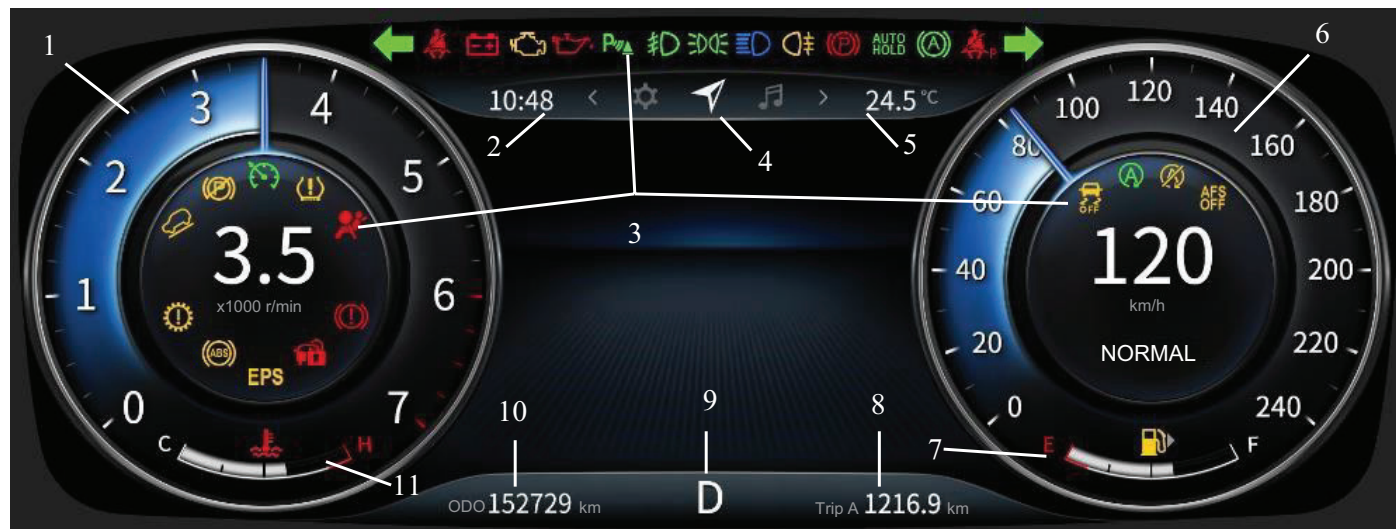 1
6
P
AUTO HOLD
A
P
10:48 < > 24.5 °C
2
4
5
3
4
2
5
1
6
0
7
P
3.5
x1000 r/min
ABS
EPS
C
H
11
3
100
120
140
80
160
60
180
40
200
20
220
0
240
OFF
A
A
AFS OFF
120
km/h
NORMAL
7
E
F
10
9
8
ODO 152729 km
D
Trip A 1216.9 km